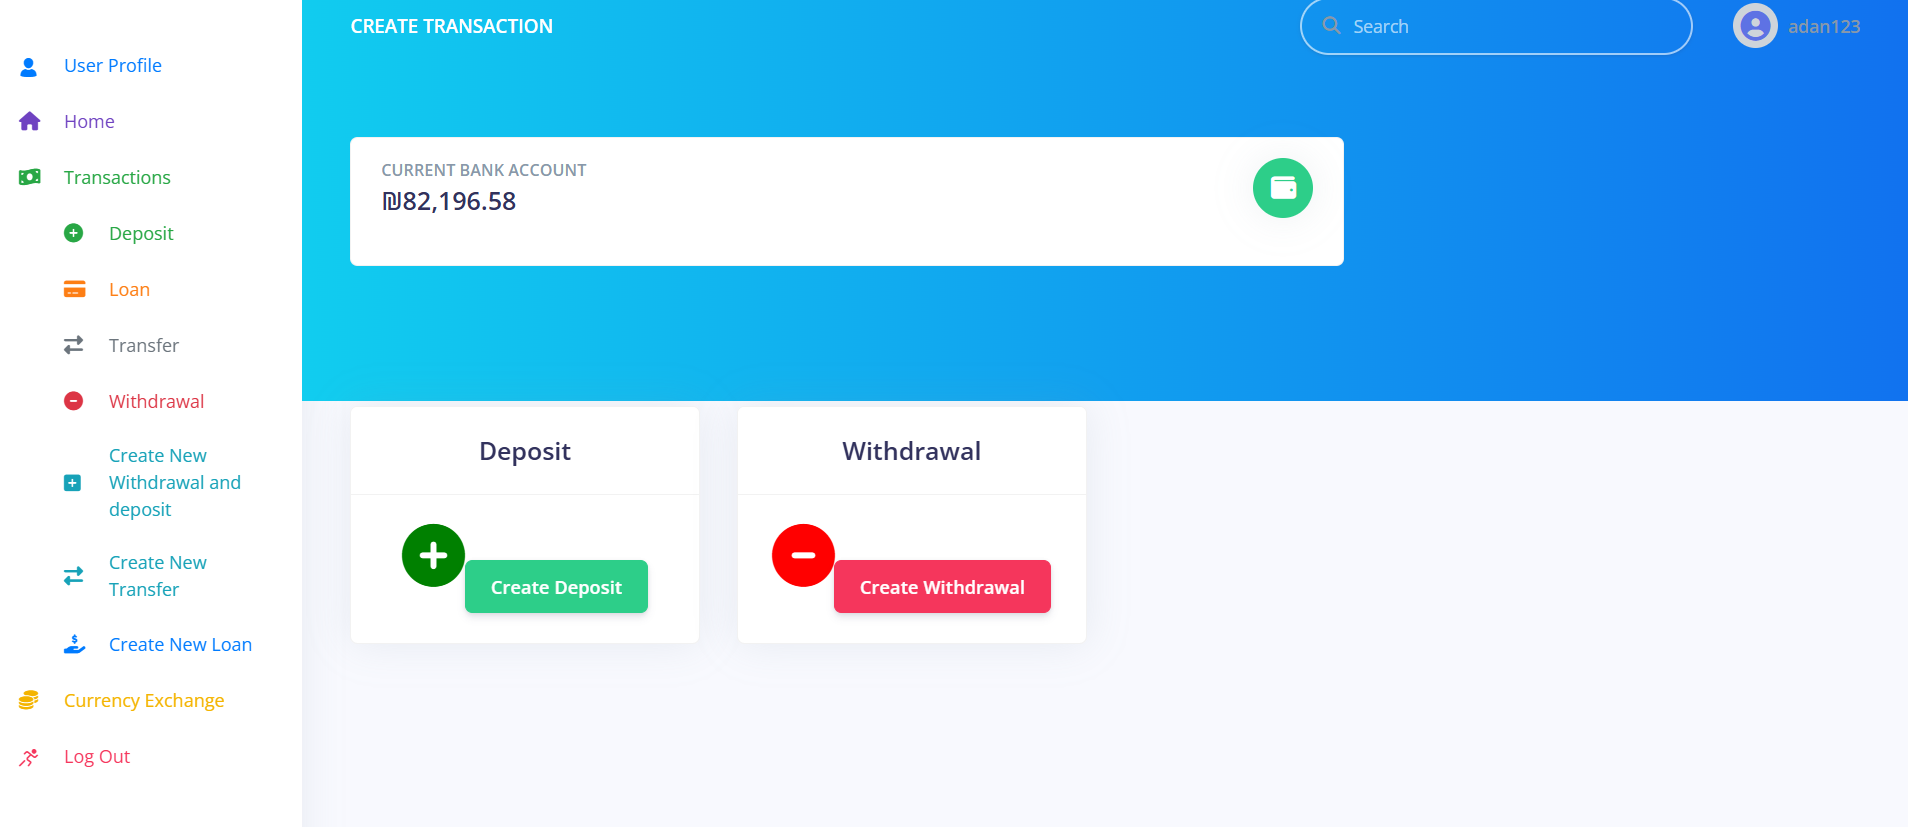 User Profile
Home
Transactions
Deposit
Loan
Transfer
Withdrawal
Create New
Withdrawal and
deposit
Create New
Transfer
Create New Loan
Currency Exchange
Log Out
CREATE TRANSACTION
Search
adan123
CURRENT BANK ACCOUNT
₪82,196.58
Deposit
Create Deposit
Withdrawal
Create Withdrawal